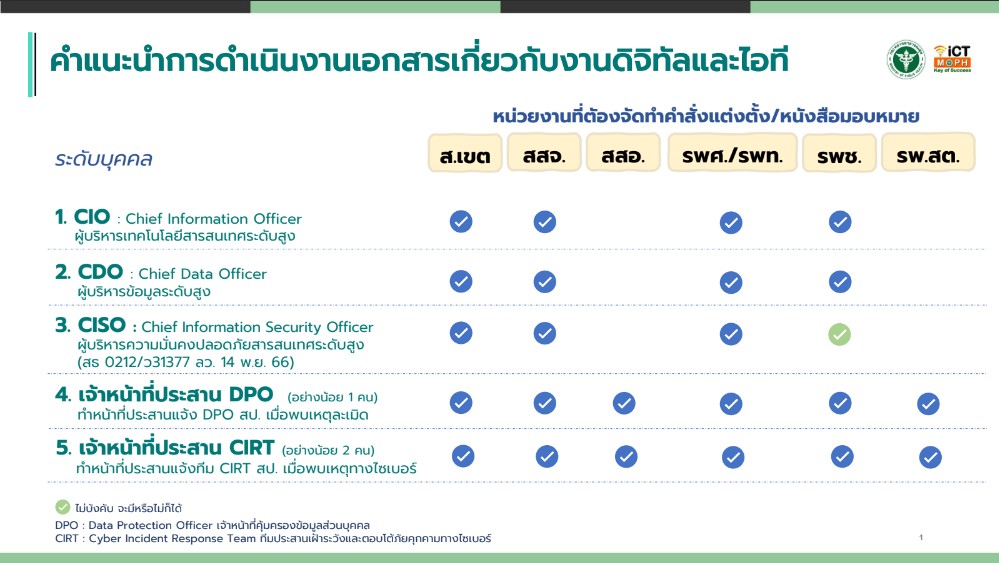 คำแนะนำการดำเนินงานเอกสารเกี่ยวกับงานดิจิทัลและไอที
iCT
MOPH
Key of Success
หน่วยงานที่ต้องจัดทำคำสั่งแต่งตั้ง/หนังสือมอบหมาย
ระดับบุคคล
ส.เขต สสจ. สสอ. รพศ./รพท. รพช. รพ.สต.
1. CIO : Chief Information Officer
ผู้บริหารเทคโนโลยีสารสนเทศระดับสูง
2. CDO : Chief Data Officer
ผู้บริหารข้อมูลระดับสูง
3. CISO : Chief Information Security Officer
ผู้บริหารความมั่นคงปลอดภัยสารสนเทศระดับสูง
(สธ 0212/ว31377 ลว. 14 พ.ย. 66)
4. เจ้าหน้าที่ประสาน DPO (อย่างน้อย 1 คน)
ทำหน้าที่ประสานแจ้ง DPO สป. เมื่อพบเหตุละเมิด
5. เจ้าหน้าที่ประสาน CIRT (อย่างน้อย 2 คน)
ทำหน้าที่ประสานแจ้งทีม CIRT สป. เมื่อพบเหตุทางไซเบอร์
ไม่บังคับ จะมีหรือไม่ก็ได้
DPO : Data Protection Officer เจ้าหน้าที่คุ้มครองข้อมูลส่วนบุคคล
CIRT : Cyber Incident Response Team ทีมประสานเฝ้าระวังและตอบโต้ภัยคุกคามทางไซเบอร์
1